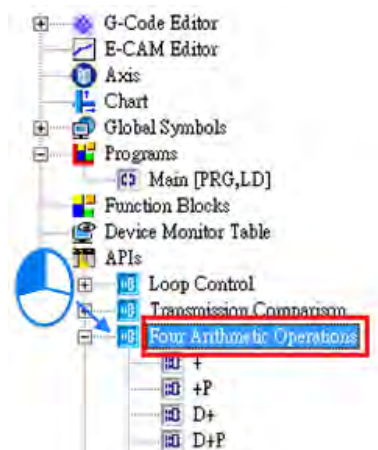 G-Code Editor
E-CAM Editor
Axis
Chart
Global Symbols
Programs
Main [PRG,LD]
Function Blocks
Device Monitor Table
APIs
Loop Control
Transmission Comparison
Four Arithmetic Operations
+
+P
D+
D+P